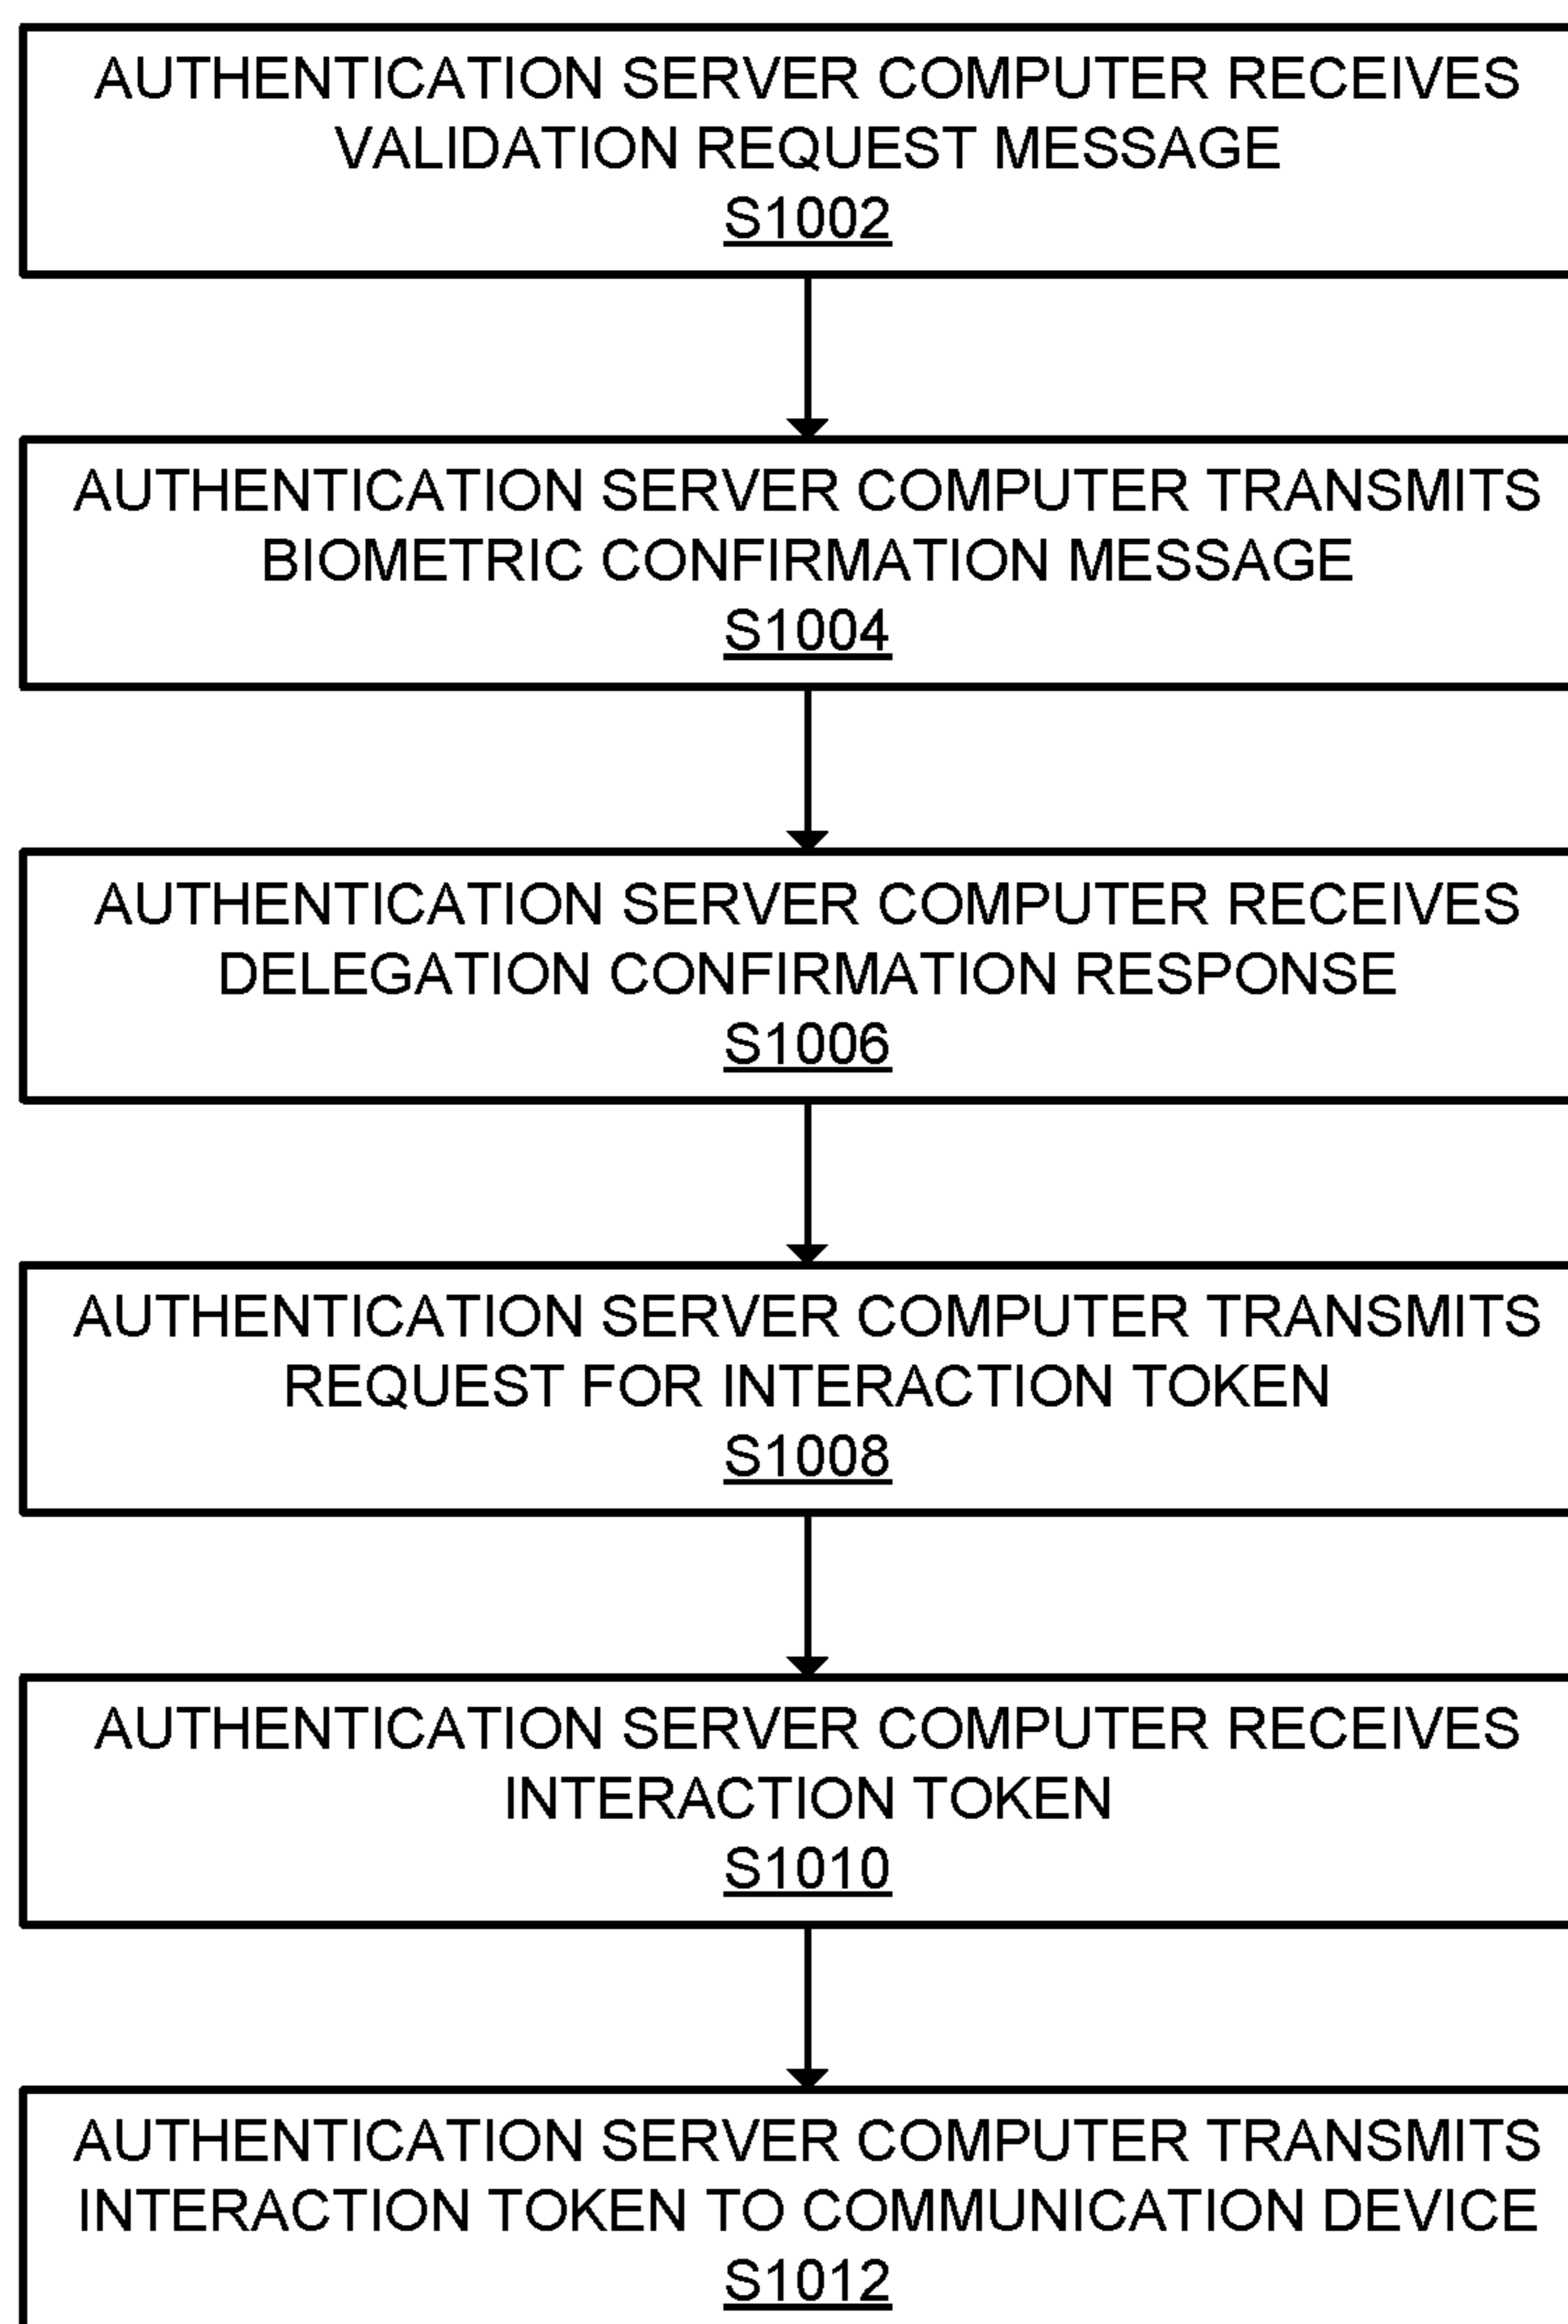 AUTHENTICATION SERVER COMPUTER RECEIVES
VALIDATION REQUEST MESSAGE
S1002
AUTHENTICATION SERVER COMPUTER TRANSMITS
BIOMETRIC CONFIRMATION MESSAGE
S1004
AUTHENTICATION SERVER COMPUTER RECEIVES
DELEGATION CONFIRMATION RESPONSE
S1006
AUTHENTICATION SERVER COMPUTER TRANSMITS
REQUEST FOR INTERACTION TOKEN
S1008
AUTHENTICATION SERVER COMPUTER RECEIVES
INTERACTION TOKEN
S1010
AUTHENTICATION SERVER COMPUTER TRANSMITS
INTERACTION TOKEN TO COMMUNICATION DEVICE
S1012